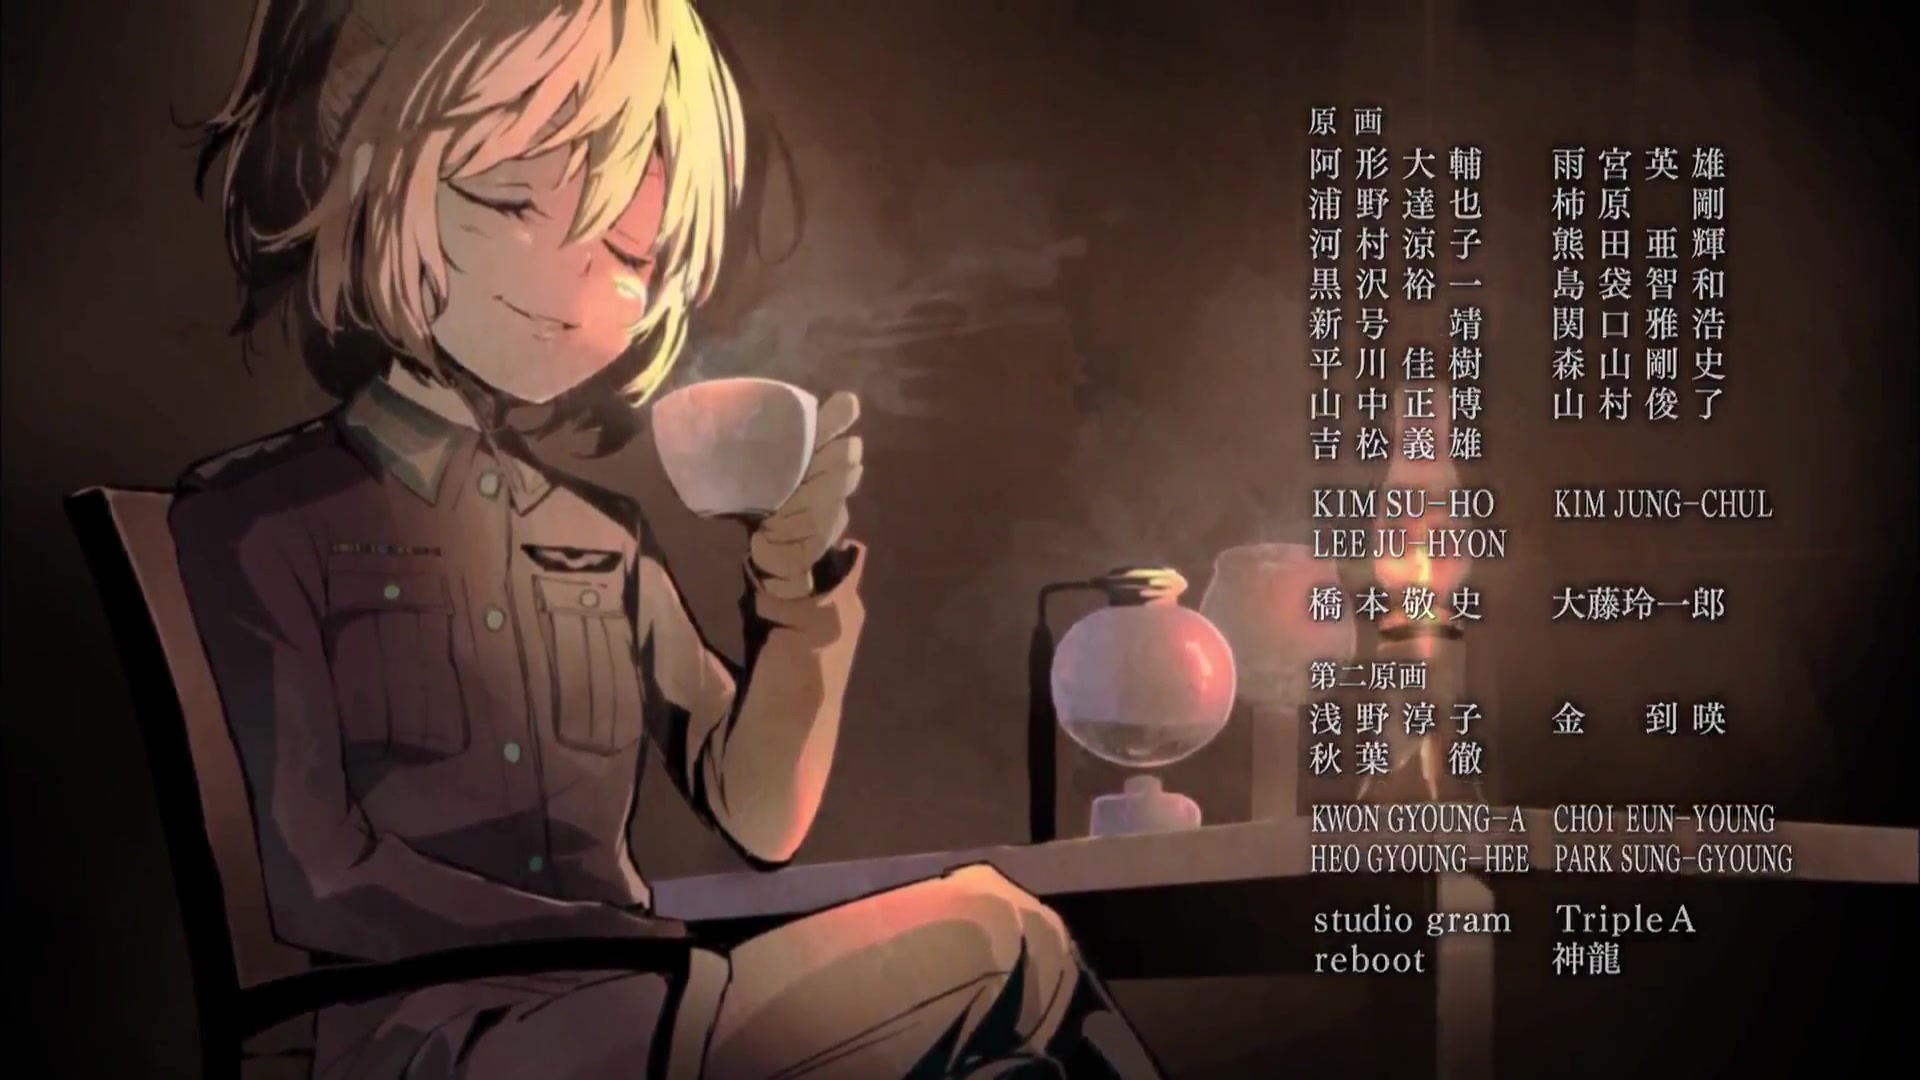 原画
阿形大輔 雨宮英雄
浦野達也 柿原 剛
河村涼子 熊田亜輝
黒沢裕一 島袋智和
新号 靖 関口雅浩
平川佳樹 森山剛史
山中正博 山村俊了
吉松義雄
KIM SU-HO KIM JUNG-CHUL
LEE JU-HYON
橋本敬史 大藤玲一郎
第二原画
浅野淳子 金 到暎
秋葉 徹
KWON GYOUNG-A CHOI EUN-YOUNG
HEO GYOUNG-HEE PARK SUNG-GYOUNG
studio gram Triple A
reboot 神龍